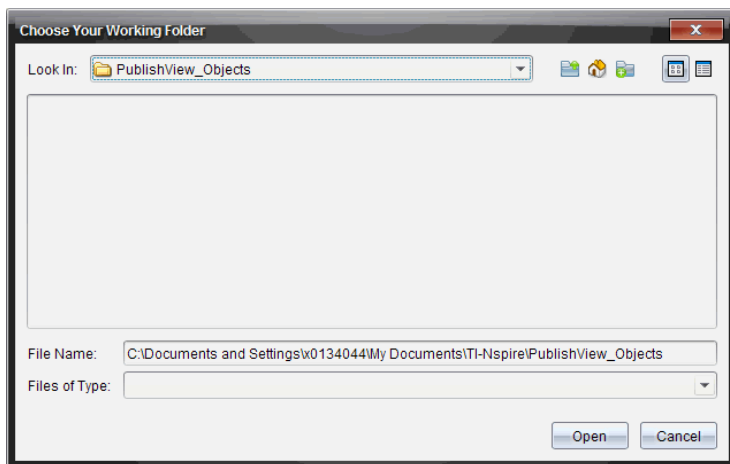 Choose Your Working Folder
Look In: PublishView_Objects
File Name: C:\Documents and Settings\x0134044\My Documents\TI-Nspire\PublishView_Objects
Files of Type:
Open Cancel